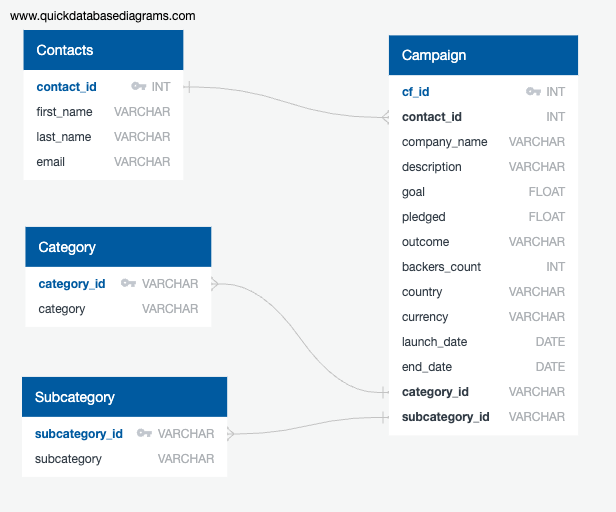 www.quickdatabasediagrams.com
Contacts
contact_id INT
first_name VARCHAR
last_name VARCHAR
email VARCHAR
Campaign
cf_id INT
contact_id INT
company_name VARCHAR
description VARCHAR
goal FLOAT
pledged FLOAT
outcome VARCHAR
backers_count INT
country VARCHAR
currency VARCHAR
launch_date DATE
end_date DATE
category_id VARCHAR
subcategory_id VARCHAR
Category
category_id VARCHAR
category VARCHAR
Subcategory
subcategory_id VARCHAR
subcategory VARCHAR